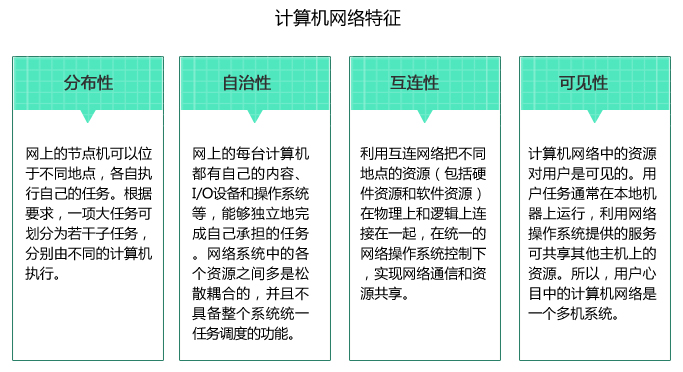 计算机网络特征
分布性
网上的节点机可以位
于不同地点，各自执
行自己的任务。根据
要求，一项大任务可
划分为若干子任务，
分别由不同的计算机
执行。
自治性
网上的每台计算机
都有自己的内容、
I/O设备和操作系统
等，能够独立地完
成自己承担的任务
。网络系统中的各
个资源之间多是松
散耦合的，并且不
具备整个系统统一
任务调度的功能。
互连性
利用互连网络把不同
地点的资源（包括硬
件资源和软件资源）
在物理上和逻辑上连
接在一起，在统一的
网络操作系统控制下
，实现网络通信和资
源共享。
可见性
计算机网络中的资源
对用户是可见的。用
户任务通常在本地机
器上运行，利用网络
操作系统提供的服务
可共享其他主机上的
资源。所以，用户心
目中的计算机网络是
一个多机系统。